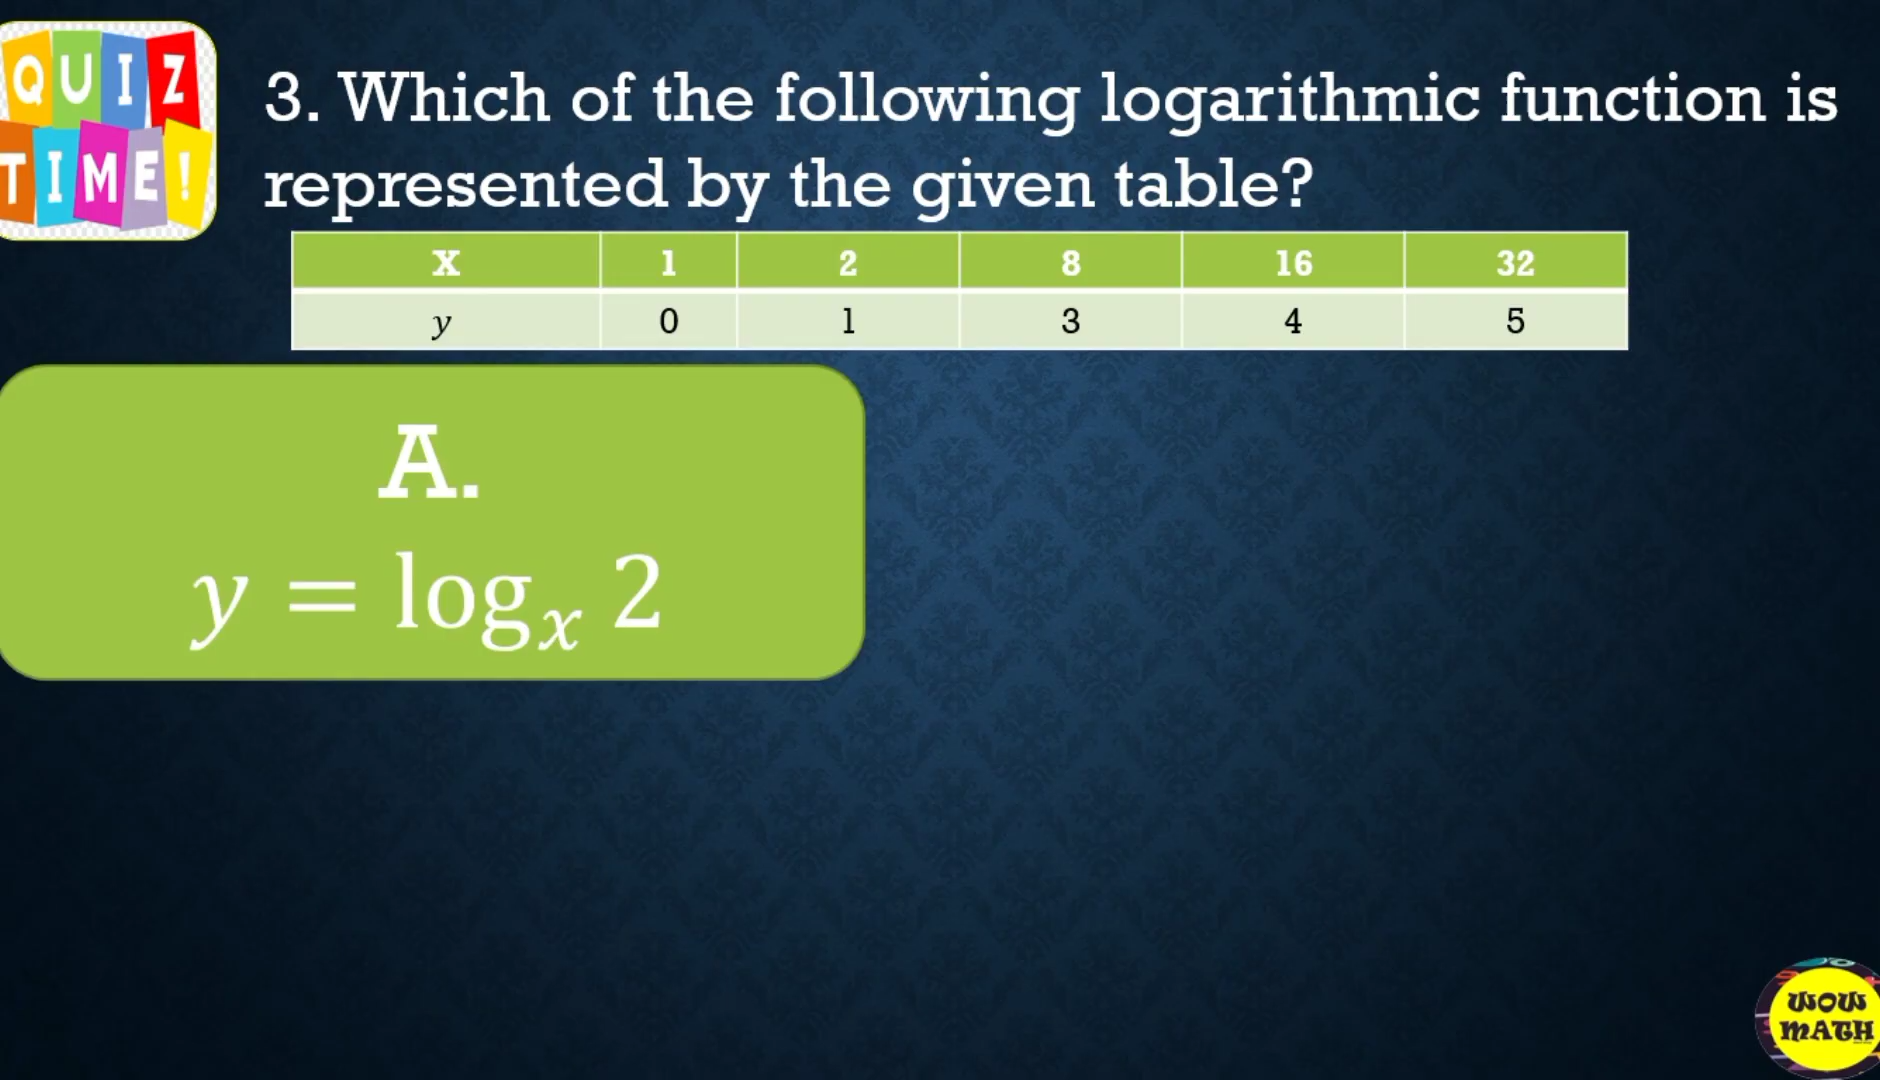 QUIZ
TIME!
3. Which of the following logarithmic function is
represented by the given table?
X 1 2 8 16 32
y 0 1 3 4 5
A.
y = logₓ 2
WOW
MATH